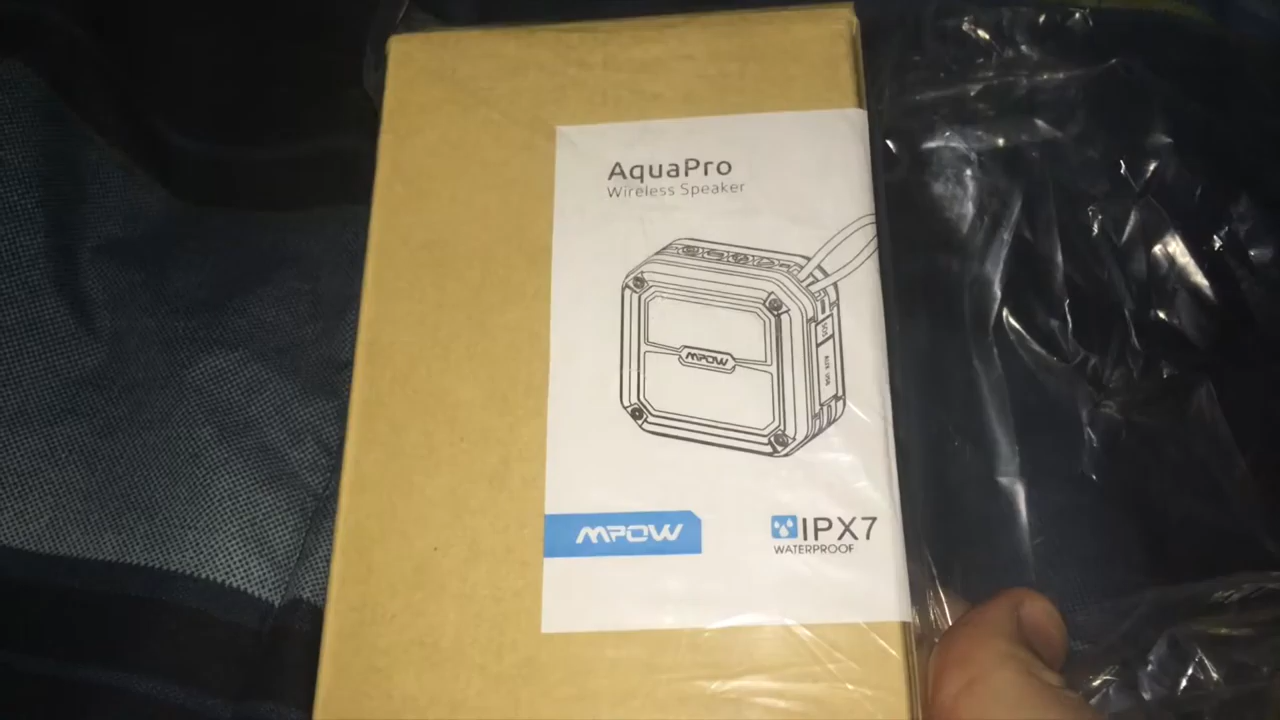 AquaPro
Wireless Speaker
MPOW
MPOW
IPX7
WATERPROOF